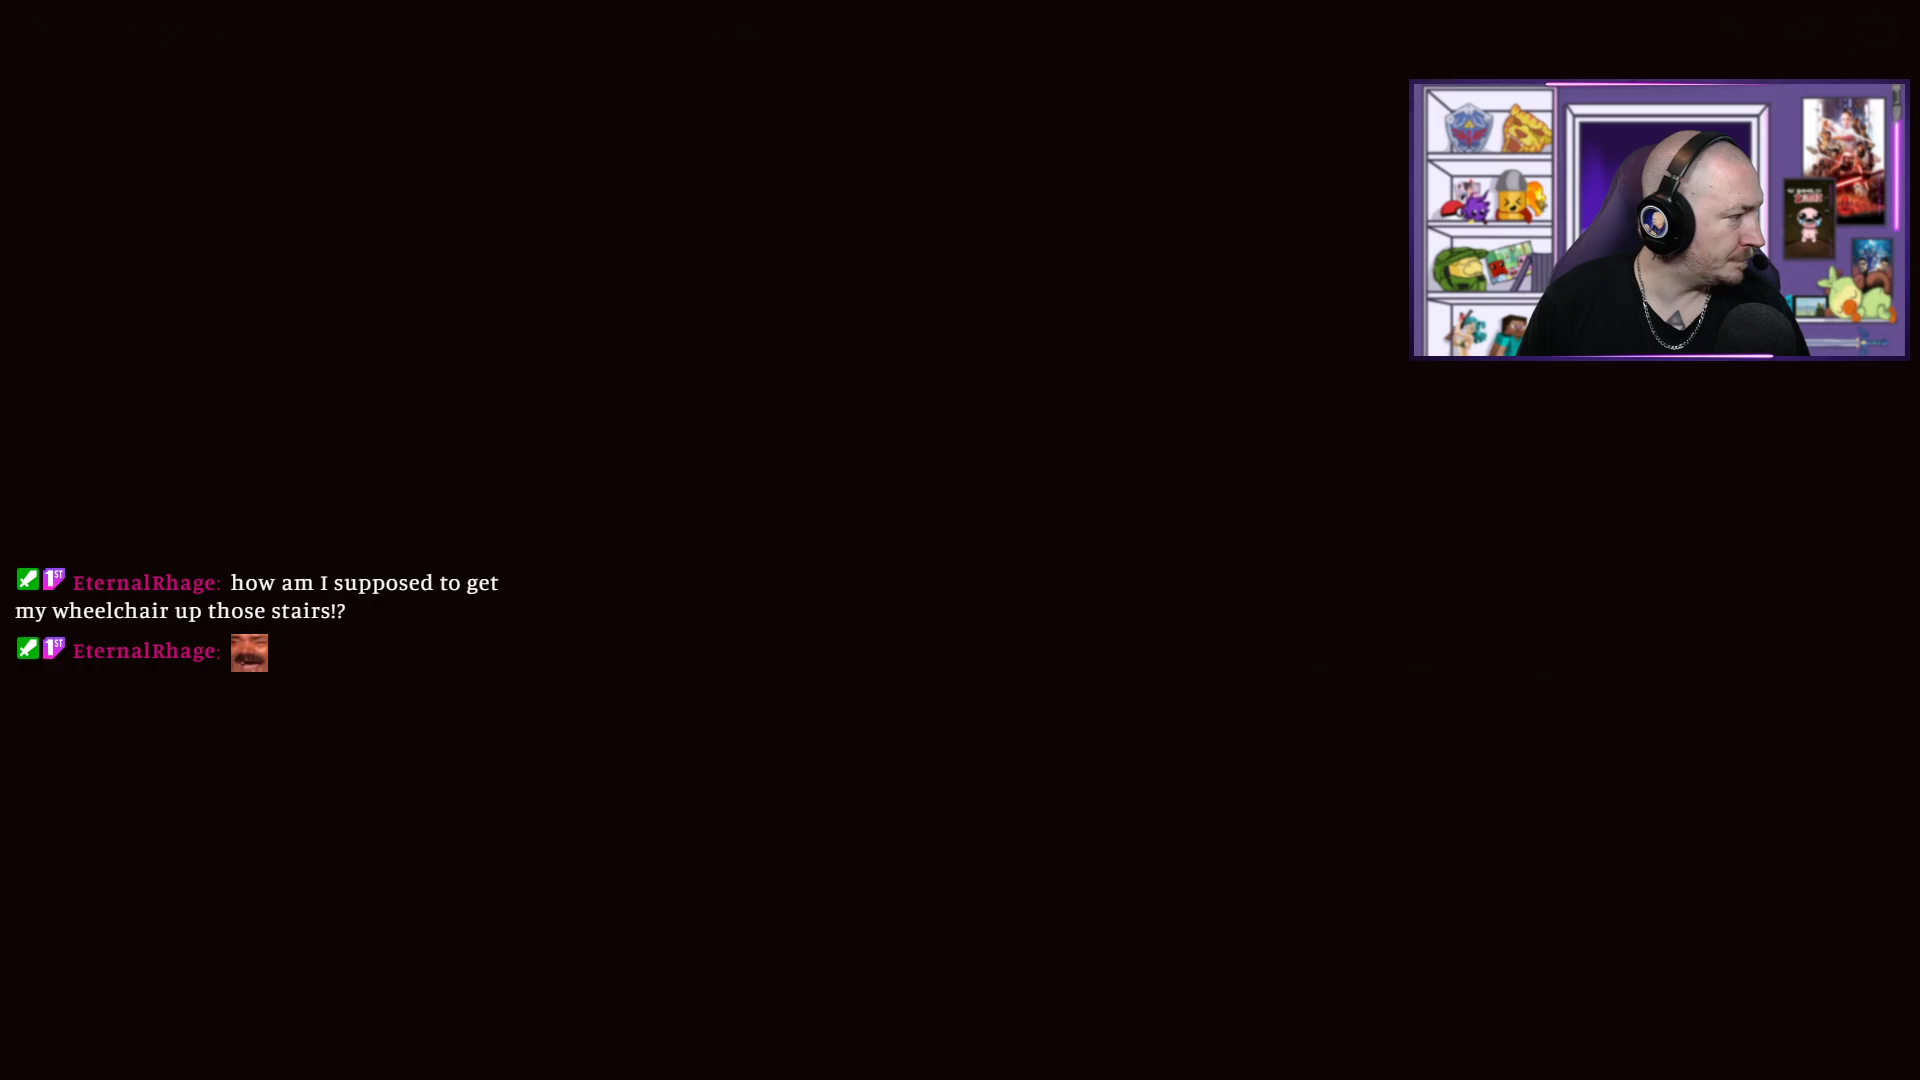 EternalRhage: how am I supposed to get
my wheelchair up those stairs!?
EternalRhage: